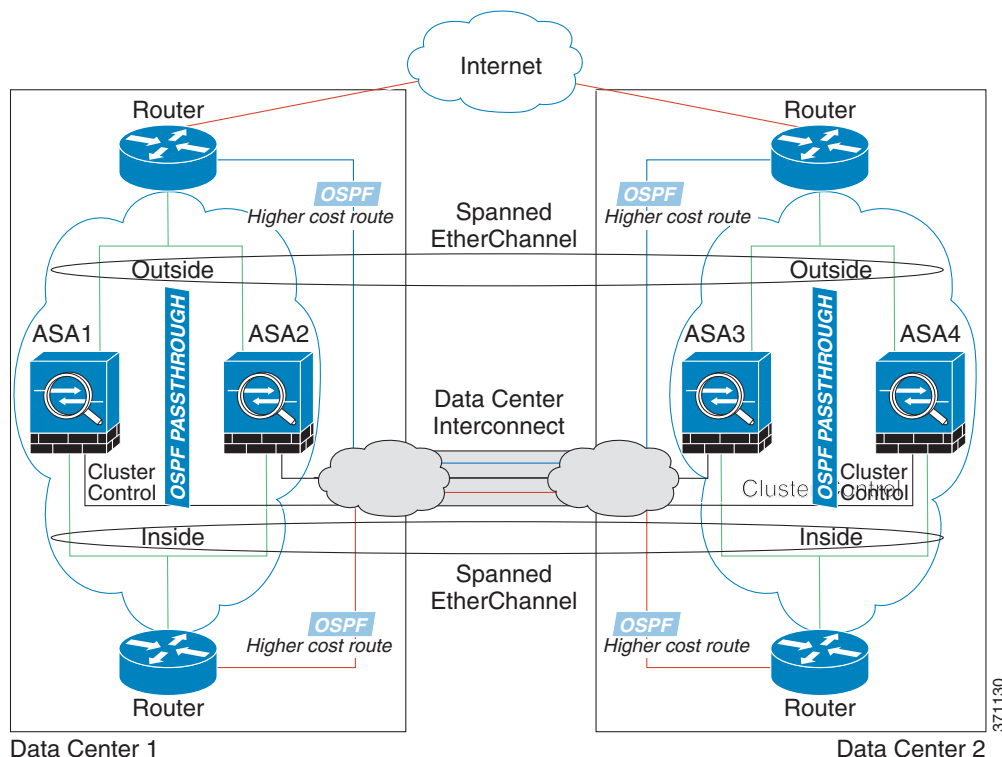 Internet
Router
Router
OSPF
Higher cost route
OSPF
Higher cost route
Spanned
EtherChannel
Outside
Outside
ASA1
ASA2
ASA3
ASA4
OSPF PASSTHROUGH
OSPF PASSTHROUGH
Data Center
Interconnect
Cluster
Control
Cluster
Control
Cluster Control
Inside
Inside
Spanned
EtherChannel
OSPF
Higher cost route
OSPF
Higher cost route
Router
Router
Data Center 1
Data Center 2
371130